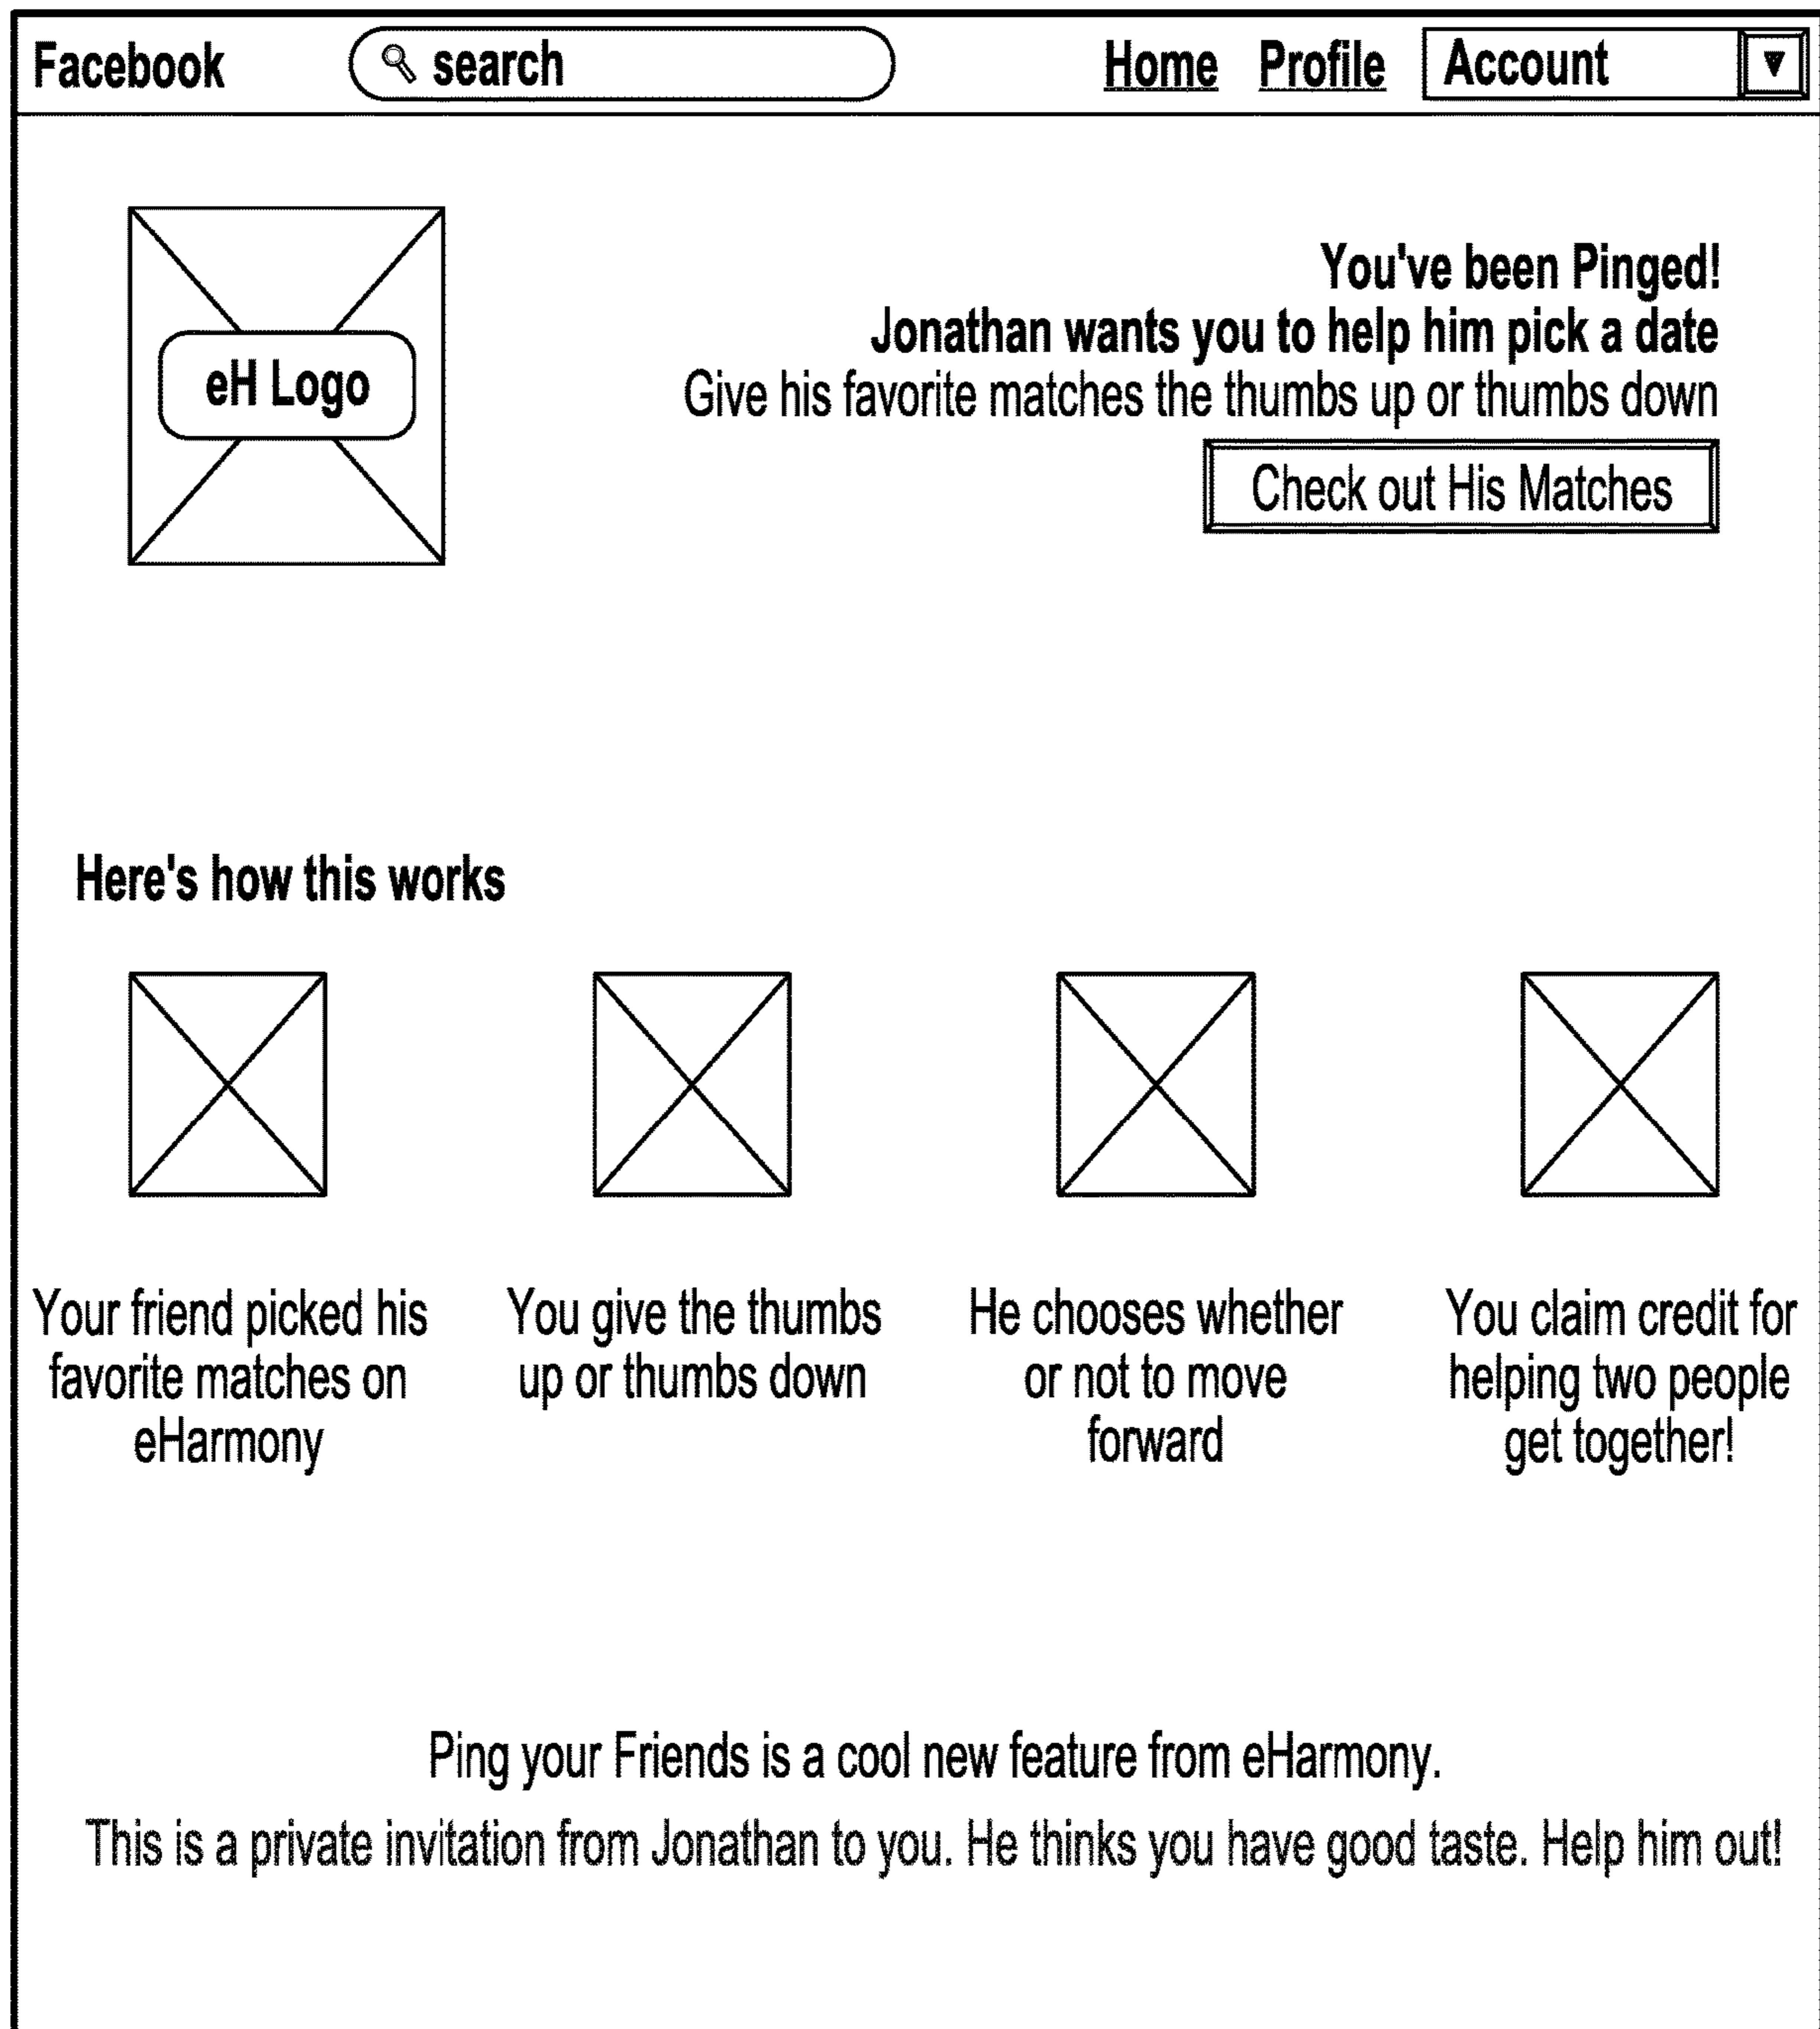 Facebook search Home Profile Account
eH Logo
You've been Pinged!
Jonathan wants you to help him pick a date
Give his favorite matches the thumbs up or thumbs down
Check out His Matches
Here's how this works
Your friend picked his
favorite matches on
eHarmony
You give the thumbs
up or thumbs down
He chooses whether
or not to move
forward
You claim credit for
helping two people
get together!
Ping your Friends is a cool new feature from eHarmony.
This is a private invitation from Jonathan to you. He thinks you have good taste. Help him out!